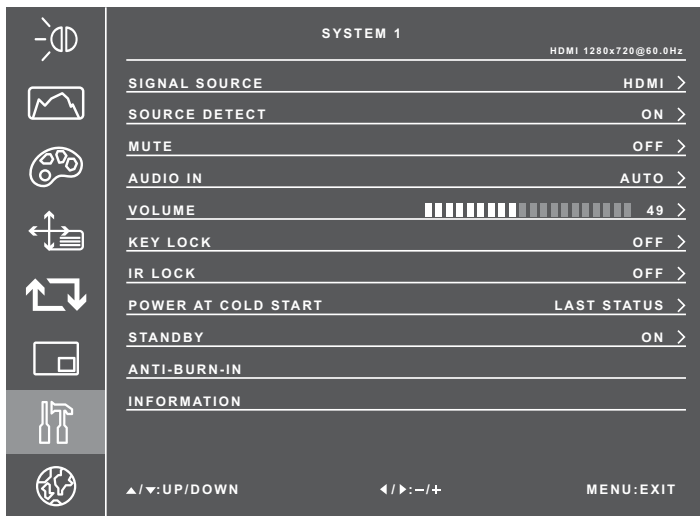 SYSTEM 1
HDMI 1280x720@60.0Hz
SIGNAL SOURCE HDMI >
SOURCE DETECT ON >
MUTE OFF >
AUDIO IN AUTO >
VOLUME 49 >
KEY LOCK OFF >
IR LOCK OFF >
POWER AT COLD START LAST STATUS >
STANDBY ON >
ANTI-BURN-IN
INFORMATION
▲/▼:UP/DOWN ◀/▶:−/+ MENU:EXIT